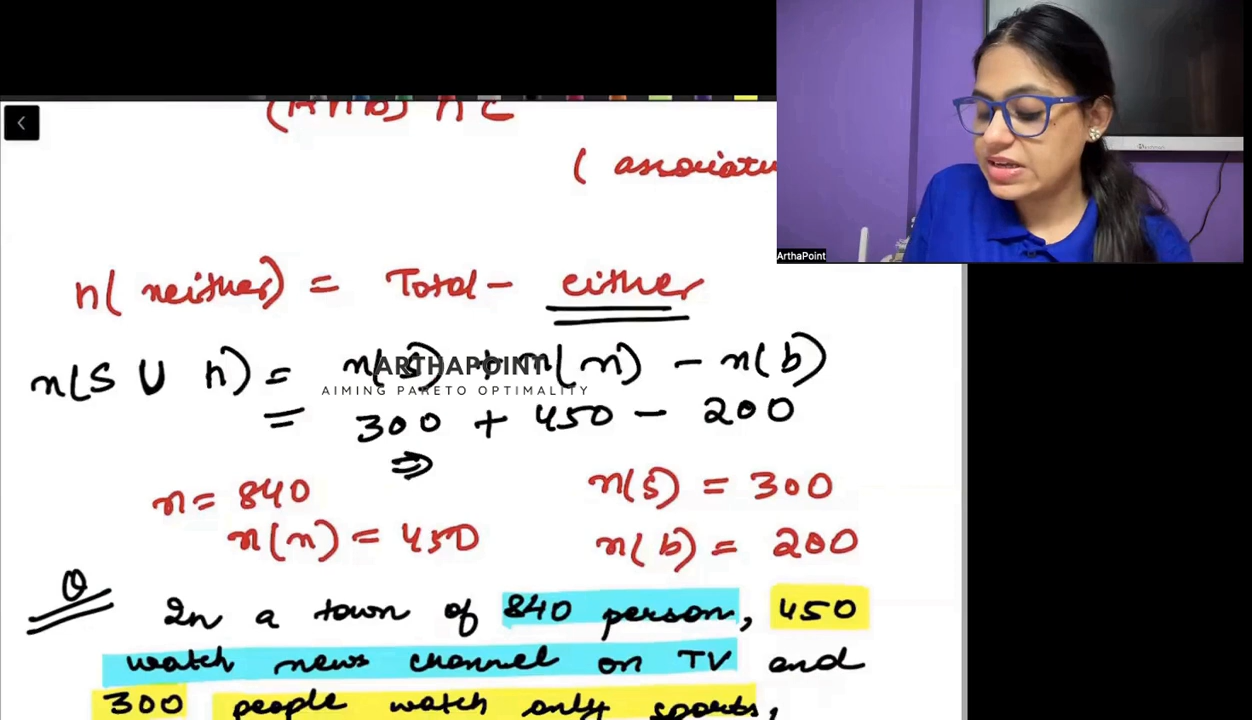 (A∩B) ∩ C
( associatu
n( neither) = Total - either
n(S U n) = n(s) + n(n) - n(b)
ARTHAPOINT
AIMING PARETO OPTIMALITY
= 300 + 450 - 200
⇒
n = 840
n(s) = 300
n(n) = 450
n(b) = 200
Q In a town of 840 person, 450
watch news channel on TV and
300 people watch only sports,
ArthaPoint